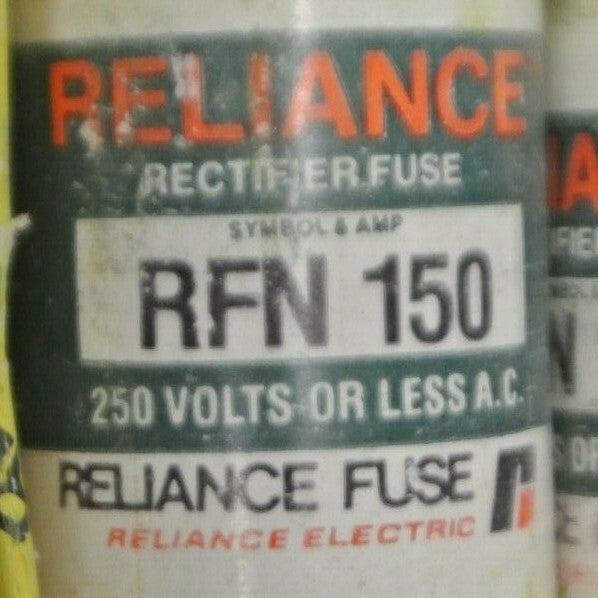 RELIANCE
RECTIFIER FUSE
SYMBOL & AMP
RFN 150
250 VOLTS OR LESS A.C.
RELIANCE FUSE
RELIANCE ELECTRIC